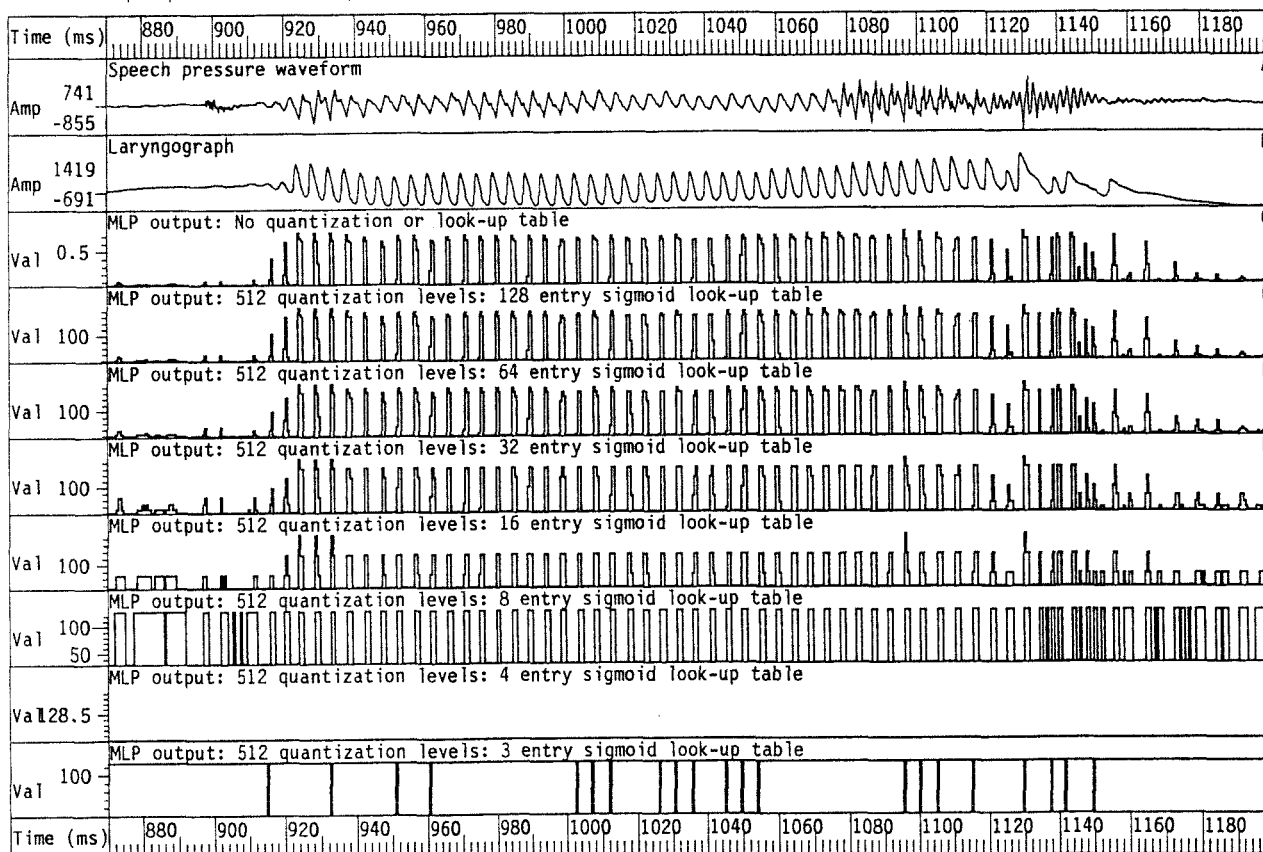 Time (ms) 880 900 920 940 960 980 1000 1020 1040 1060 1080 1100 1120 1140 1160 1180
Speech pressure waveform
Amp 741 -855
Laryngograph
Amp 1419 -691
MLP output: No quantization or look-up table
Val 0.5
MLP output: 512 quantization levels: 128 entry sigmoid look-up table
Val 100
MLP output: 512 quantization levels: 64 entry sigmoid look-up table
Val 100
MLP output: 512 quantization levels: 32 entry sigmoid look-up table
Val 100
MLP output: 512 quantization levels: 16 entry sigmoid look-up table
Val 100
MLP output: 512 quantization levels: 8 entry sigmoid look-up table
Val 100 50
MLP output: 512 quantization levels: 4 entry sigmoid look-up table
Val 128.5
MLP output: 512 quantization levels: 3 entry sigmoid look-up table
Val 100
Time (ms) 880 900 920 940 960 980 1000 1020 1040 1060 1080 1100 1120 1140 1160 1180